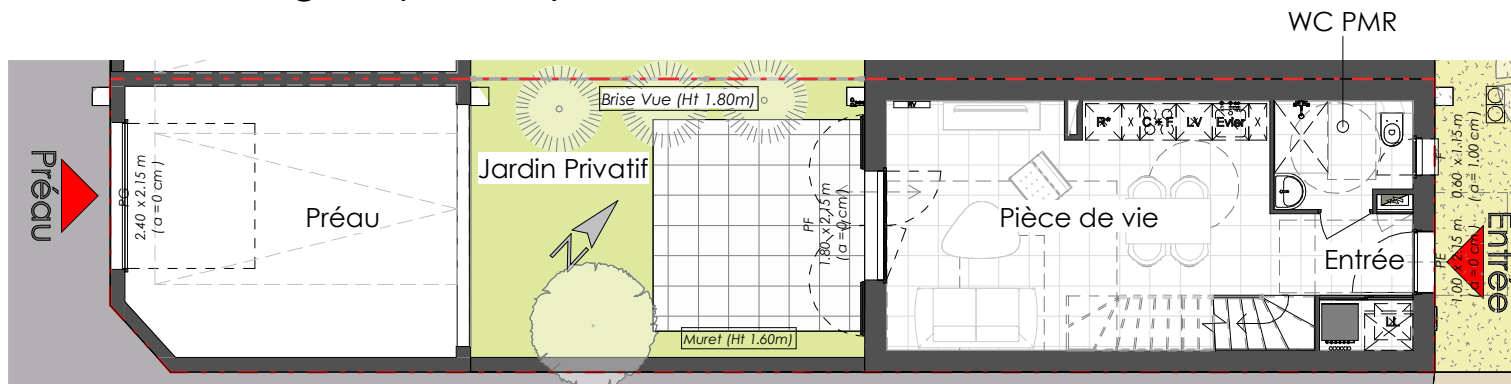 WC PMR
Brise Vue (Ht 1.80m)
Jardin Privatif
Muret (Ht 1.60m)
Préau
Préau
PG
2.40 x 2.15 m
( a = 0 cm )
N
PF
1.80 x 2.15 m
( a = 0 cm )
RV
R*
X
C + F
LV
Evier
X
Pièce de vie
Entrée
LL
F
0.60 x 1.15 m
( a = 1.00 cm )
PE
1.00 x 2.15 m
( a = 0 cm )
Entrée